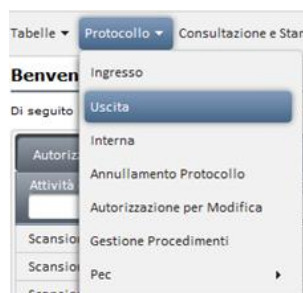 Tabelle Protocollo Consultazione e Star
Benven
Ingresso
Di seguito
Uscita
Interna
Autoriz
Annullamento Protocollo
Attività
Autorizzazione per Modifica
Scansio
Gestione Procedimenti
Scansio
Pec